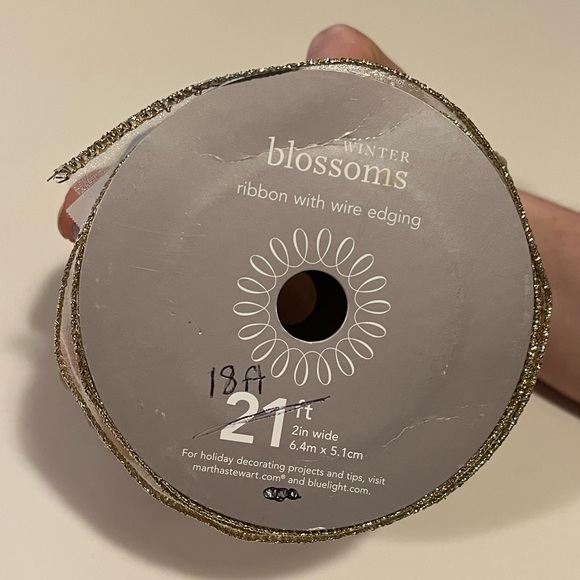 WINTER
blossoms
ribbon with wire edging
18ft
21 ft
2in wide
6.4m x 5.1cm
For holiday decorating projects and tips, visit
marthastewart.com® and bluelight.com.